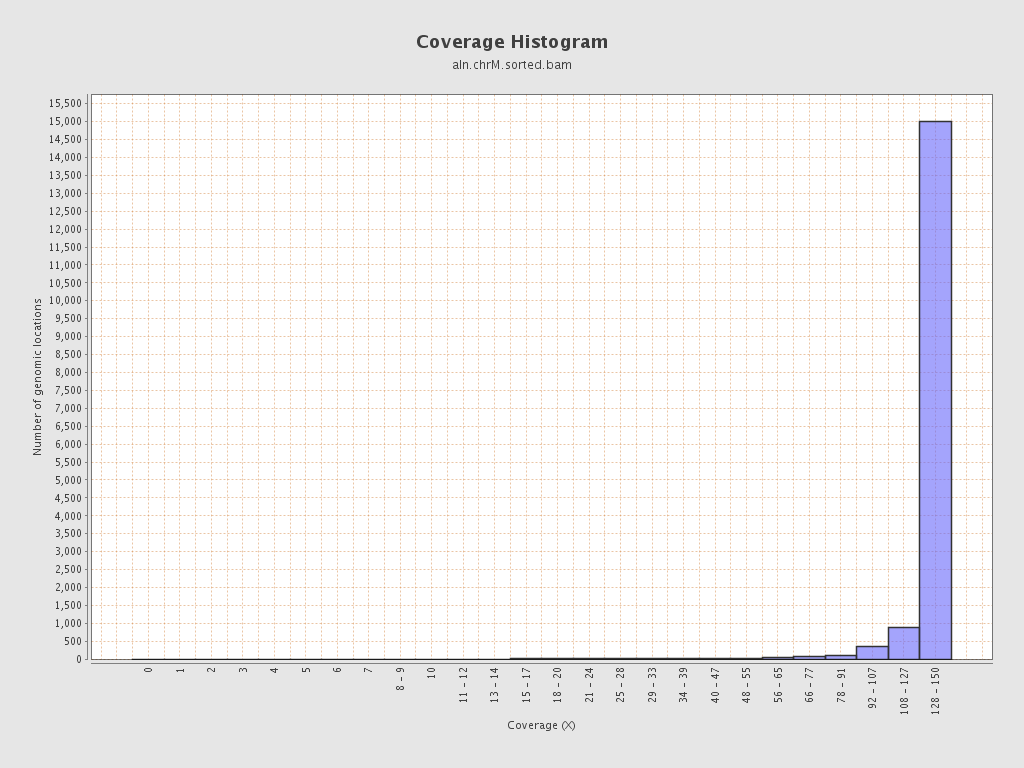 Coverage Histogram
aln.chrM.sorted.bam
15,500
15,000
14,500
14,000
13,500
13,000
12,500
12,000
11,500
11,000
10,500
10,000
9,500
9,000
8,500
8,000
7,500
7,000
6,500
6,000
5,500
5,000
4,500
4,000
3,500
3,000
2,500
2,000
1,500
1,000
500
0
Number of genomic locations
0
1
2
3
4
5
6
7
8 - 9
10
11 - 12
13 - 14
15 - 17
18 - 20
21 - 24
25 - 28
29 - 33
34 - 39
40 - 47
48 - 55
56 - 65
66 - 77
78 - 91
92 - 107
108 - 127
128 - 150
Coverage (X)